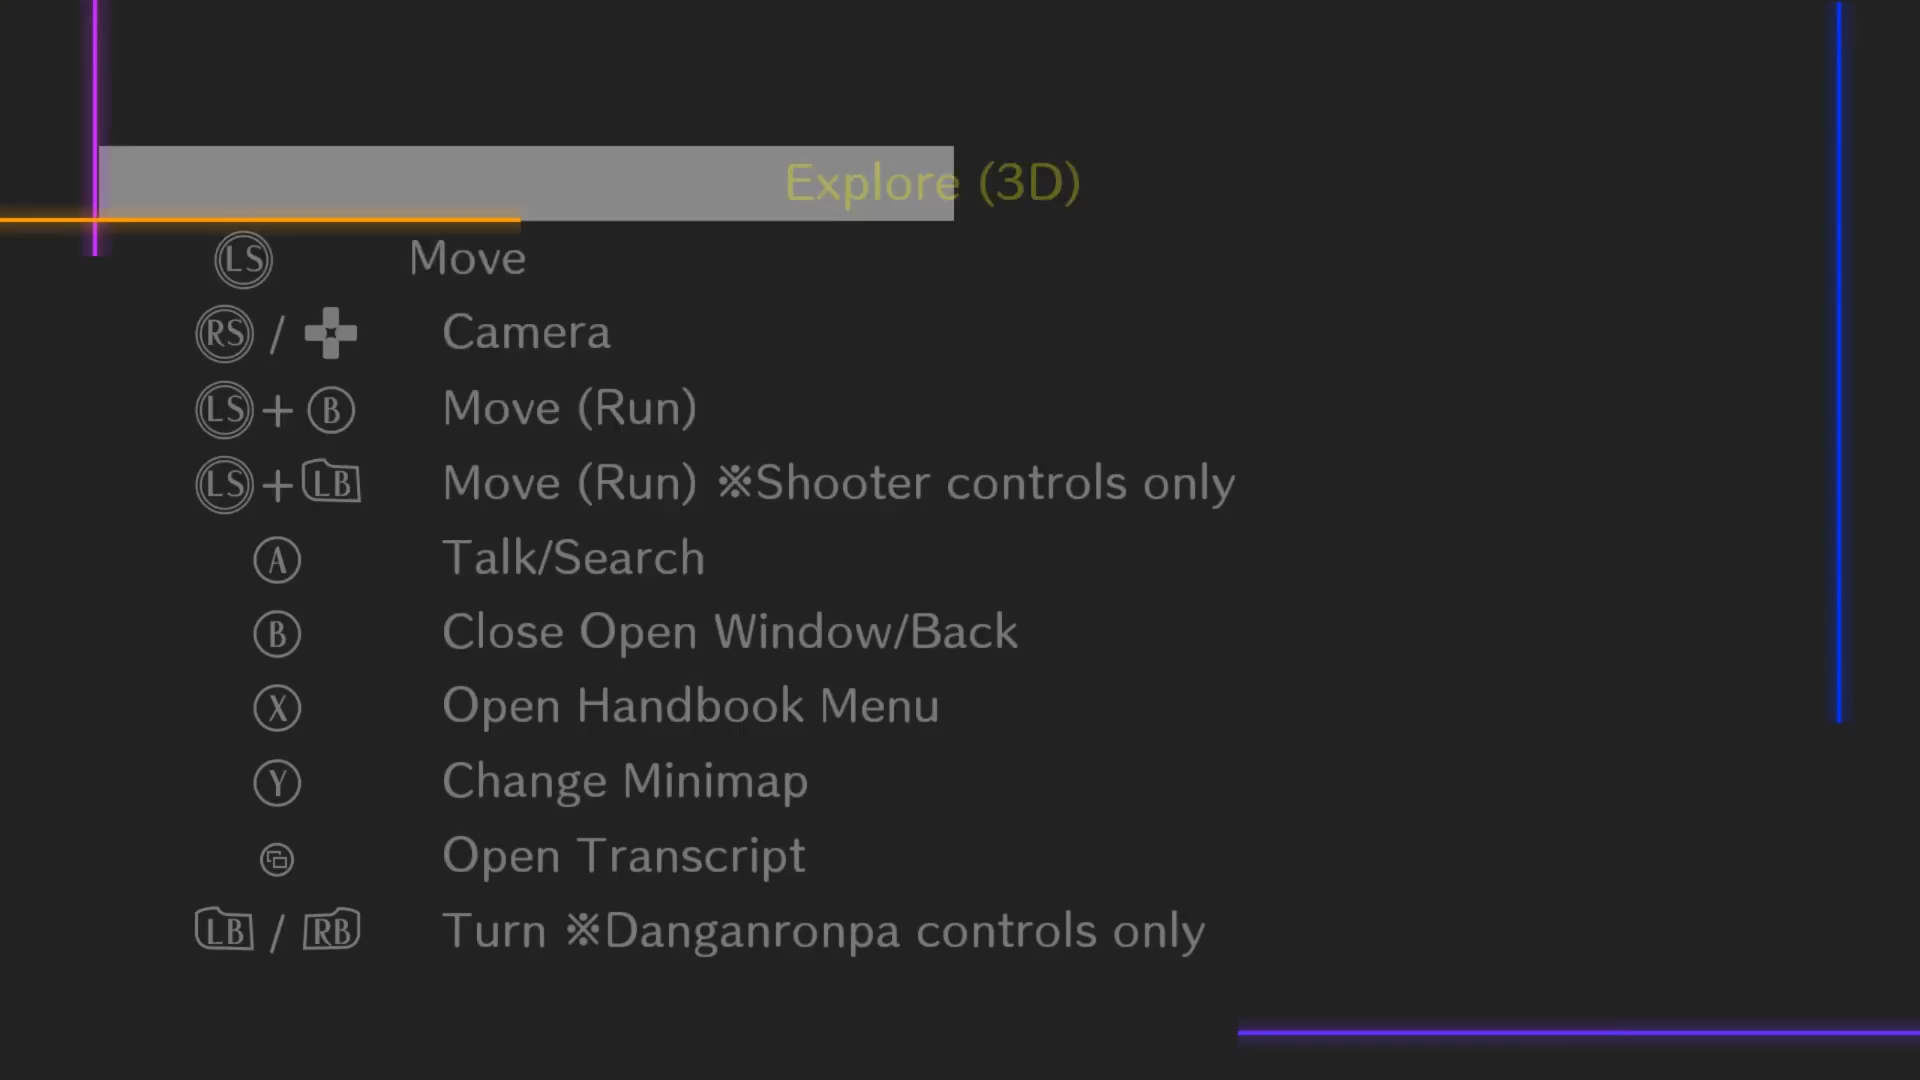 Explore (3D)
LS Move
RS / Camera
LS + B Move (Run)
LS + LB Move (Run) ※Shooter controls only
A Talk/Search
B Close Open Window/Back
X Open Handbook Menu
Y Change Minimap
Open Transcript
LB / RB Turn ※Danganronpa controls only